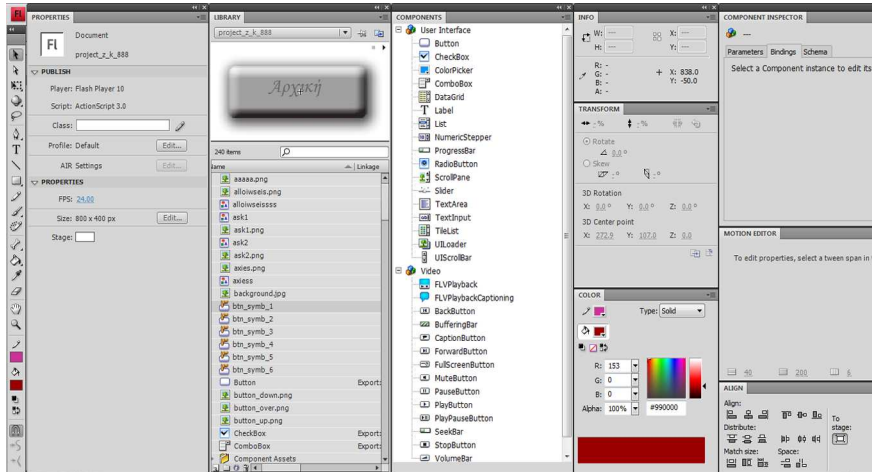 Fl
PROPERTIES
Fl
Document
project_z_k_888
PUBLISH
Player: Flash Player 10
Script: ActionScript 3.0
Class:
Profile: Default
Edit...
AIR Settings
Edit...
PROPERTIES
FPS: 24.00
Size: 800 x 400 px
Edit...
Stage:
LIBRARY
project_z_k_888
Αρχική
240 items
Name
Linkage
aaaaa.png
alloiwseis.png
alloiwseissss
ask1
ask1.png
ask2
ask2.png
axies.png
axiess
background.jpg
btn_symb_1
btn_symb_2
btn_symb_3
btn_symb_4
btn_symb_5
btn_symb_6
Button
Export:
button_down.png
button_over.png
button_up.png
CheckBox
Export:
ComboBox
Export:
Component Assets
COMPONENTS
User Interface
Button
CheckBox
ColorPicker
ComboBox
DataGrid
Label
List
NumericStepper
ProgressBar
RadioButton
ScrollPane
Slider
TextArea
TextInput
TileList
UILoader
UIScrollBar
Video
FLVPlayback
FLVPlaybackCaptioning
BackButton
BufferingBar
CaptionButton
ForwardButton
FullScreenButton
MuteButton
PauseButton
PlayButton
PlayPauseButton
SeekBar
StopButton
VolumeBar
INFO
W: ---
X: ---
H: ---
Y: ---
R: -
G: -
B: -
A: -
X: 838.0
Y: -50.0
TRANSFORM
Rotate
0.0 °
Skew
3D Rotation
X: 0.0 °
Y: 0.0 °
Z: 0.0 °
3D Center point
X: 272.9
Y: 107.0
Z: 0.0
COLOR
Type: Solid
R: 153
G: 0
B: 0
Alpha: 100%
#990000
COMPONENT INSPECTOR
Parameters
Bindings
Schema
Select a Component instance to edit its
MOTION EDITOR
To edit properties, select a tween span in
40
200
6
ALIGN
Align:
Distribute:
Match size:
Space:
To
stage: